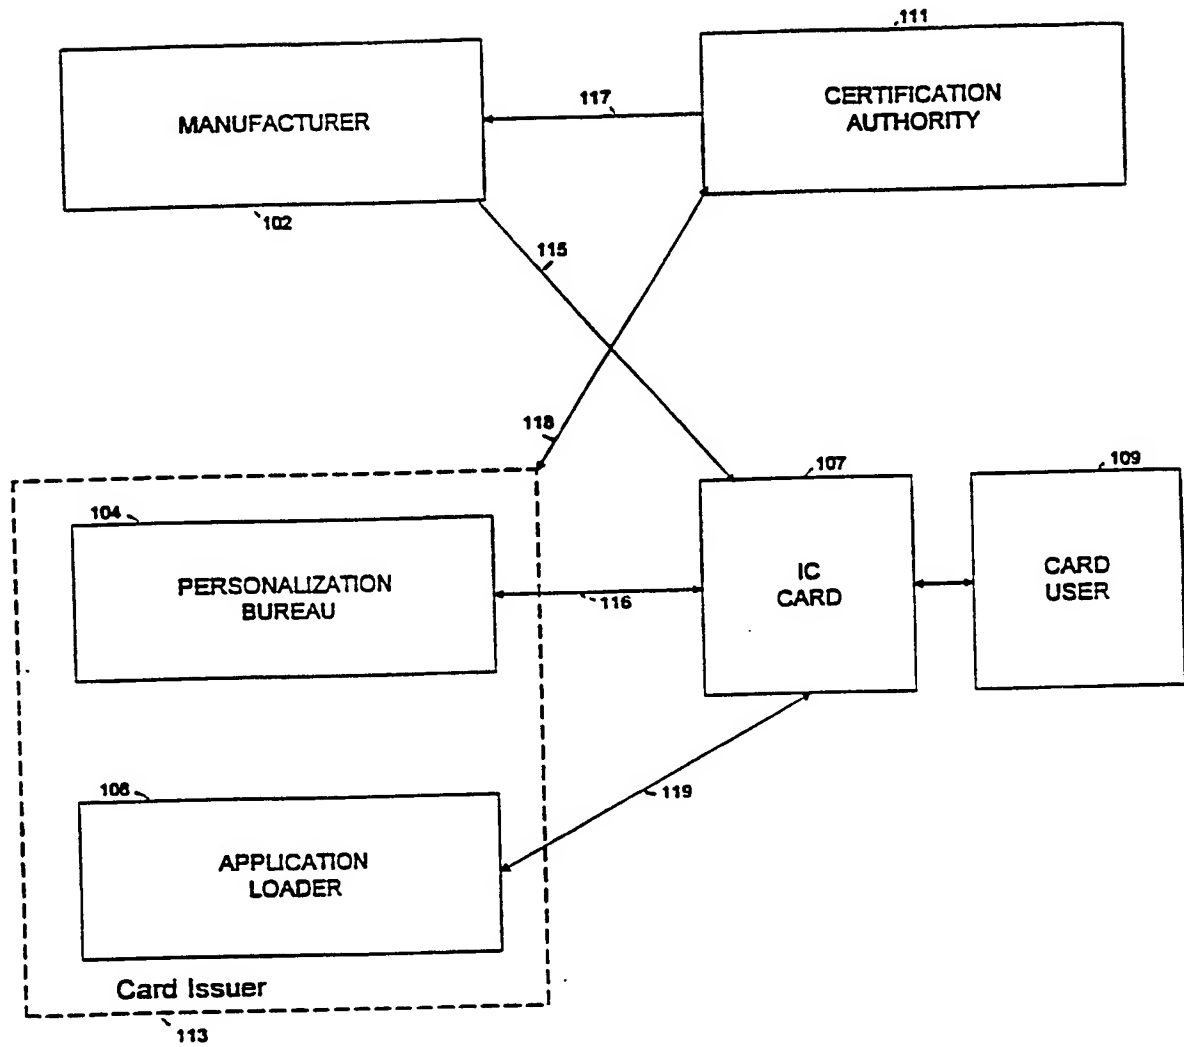 111
MANUFACTURER
117
CERTIFICATION
AUTHORITY
102
115
118
107
109
104
PERSONALIZATION
BUREAU
116
IC
CARD
CARD
USER
106
119
APPLICATION
LOADER
Card Issuer
113